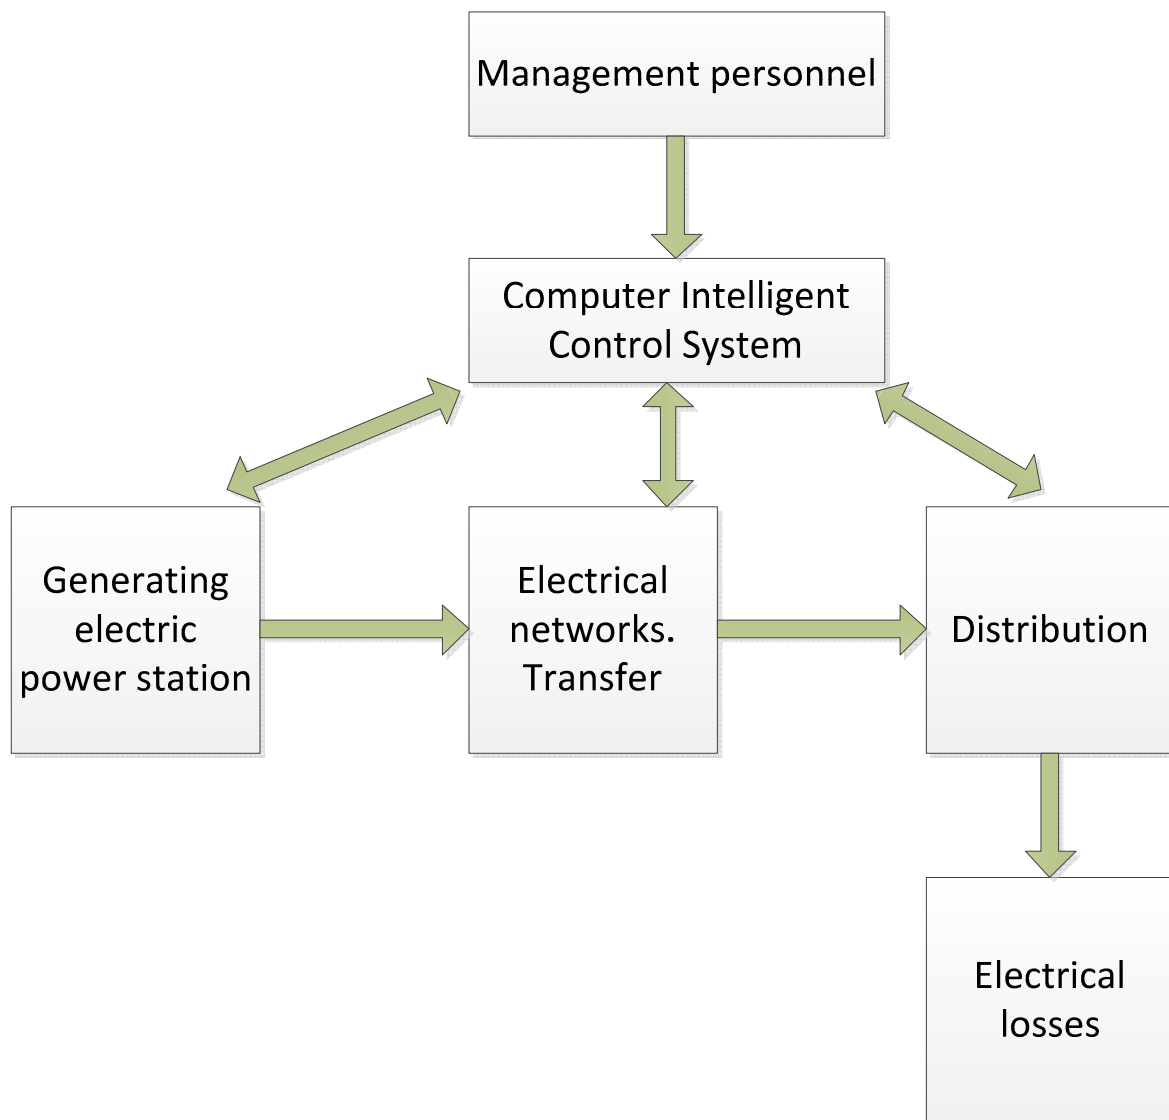 Management personnel
Computer Intelligent
Control System
Generating
electric
power station
Electrical
networks.
Transfer
Distribution
Electrical
losses